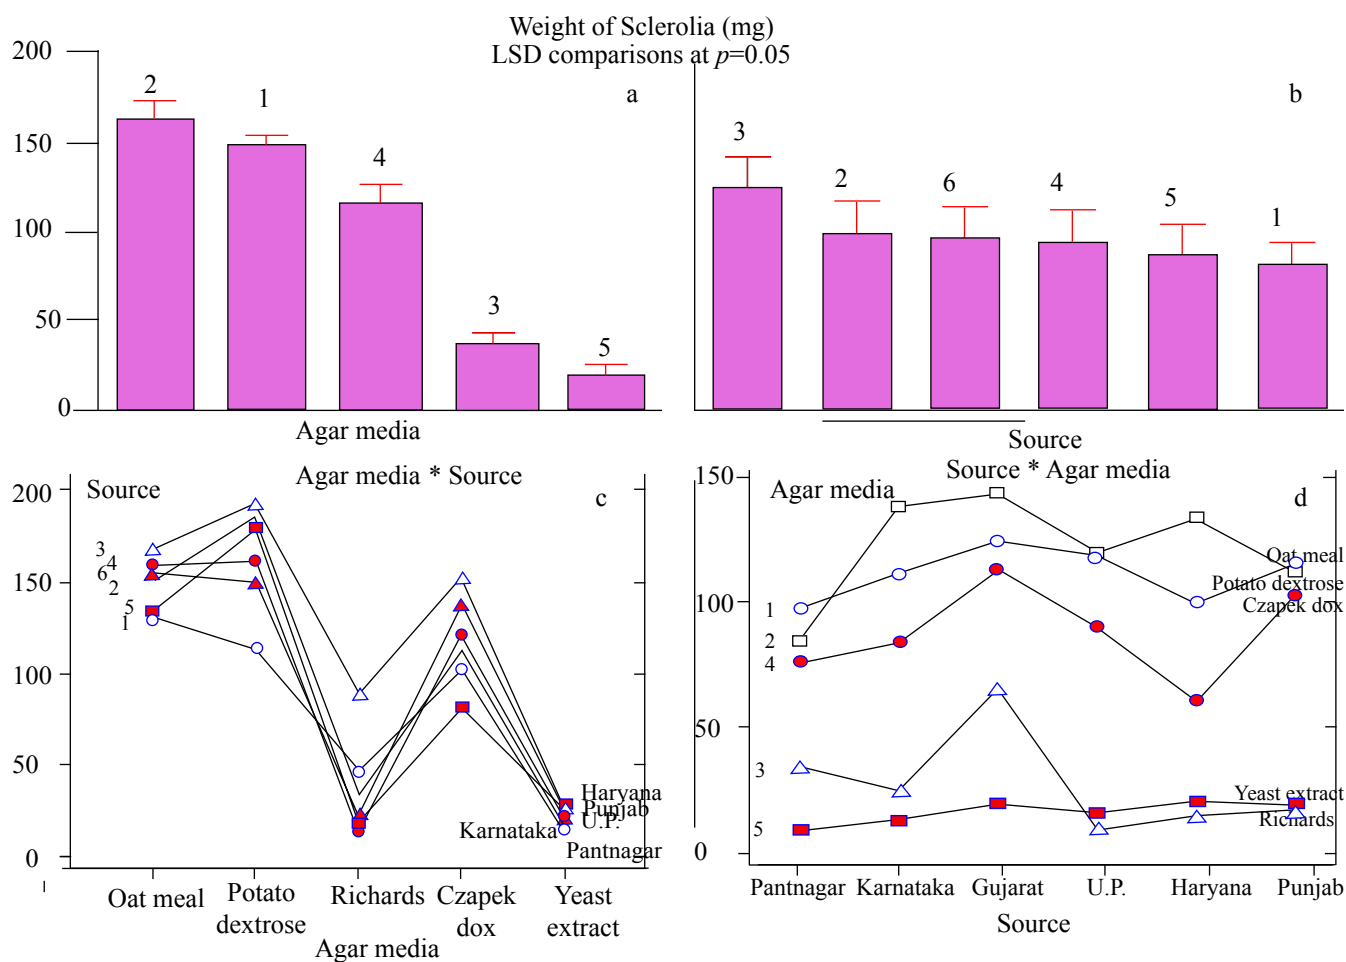 Weight of Sclerolia (mg)
LSD comparisons at p=0.05
200
150
100
50
0
2
1
4
3
5
a
Agar media
3
2
6
4
5
1
b
Source
Agar media * Source
Source
c
200
150
100
50
0
3
4
6
2
5
1
Haryana
Punjab
U.P.
Karnataka
Pantnagar
Oat meal
Potato
dextrose
Richards
Czapek
dox
Yeast
extract
Agar media
Source * Agar media
Agar media
d
150
100
50
0
1
2
4
3
5
Oat meal
Potato dextrose
Czapek dox
Yeast extract
Richards
Pantnagar
Karnataka
Gujarat
U.P.
Haryana
Punjab
Source